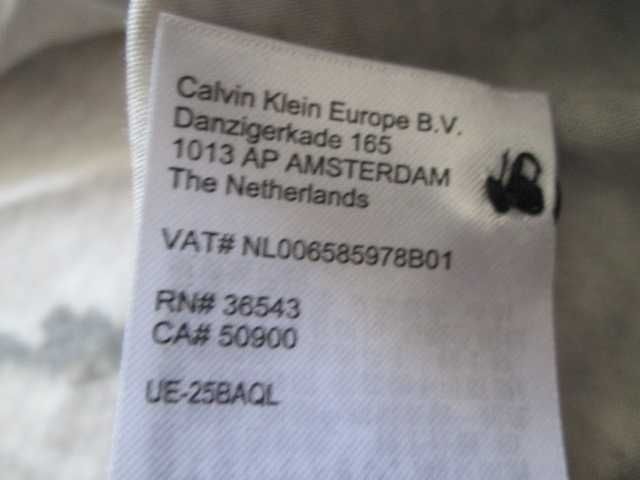 Calvin Klein Europe B.V.
Danzigerkade 165
1013 AP AMSTERDAM
The Netherlands
VAT# NL006585978B01
RN# 36543
CA# 50900
UE-25BAQL